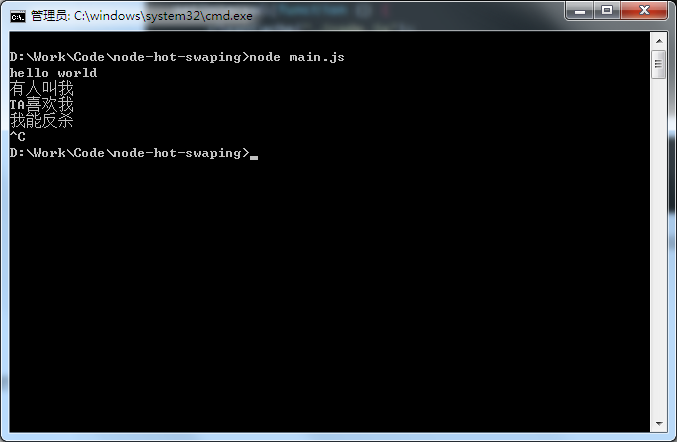 管理员: C:\windows\system32\cmd.exe
D:\Work\Code\node-hot-swaping>node main.js
hello world
有人叫我
TA喜欢我
我能反杀
^C
D:\Work\Code\node-hot-swaping>